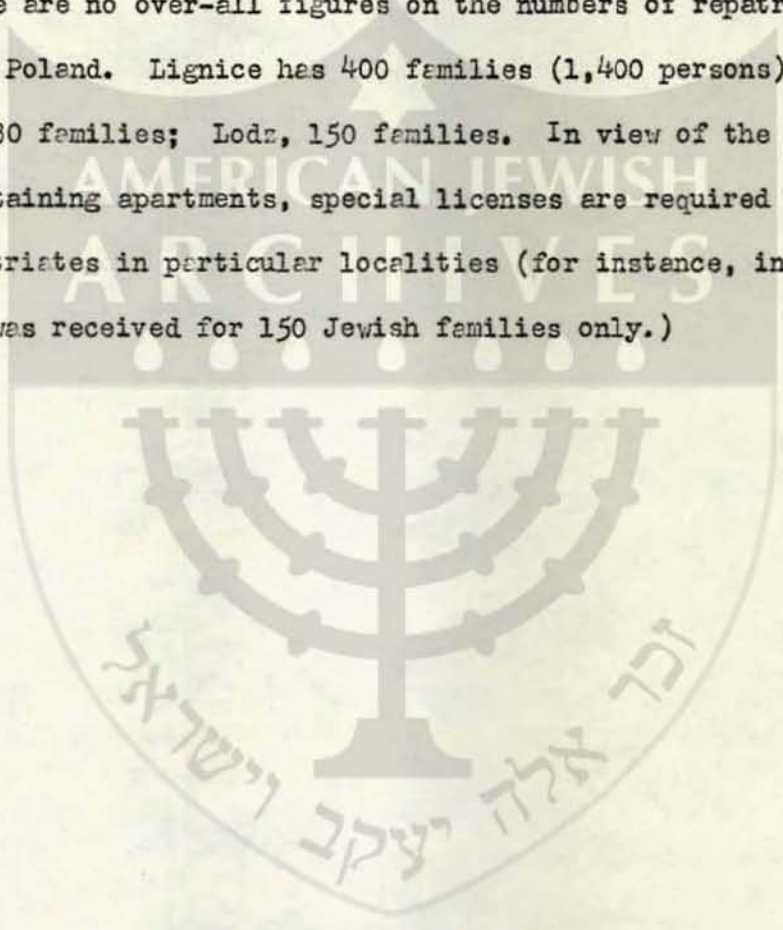 are no over-all figures on the numbers of
Poland. Lignice has 400 families (1,400 persons)
families; Lodz, 150 families. In view of the
apartments, special licenses are required
in particular localities (for instance, in
was received for 150 Jewish families only.)
AMERICAN JEWISH
ARCHIVES
זכר אלה יעקב וישראל